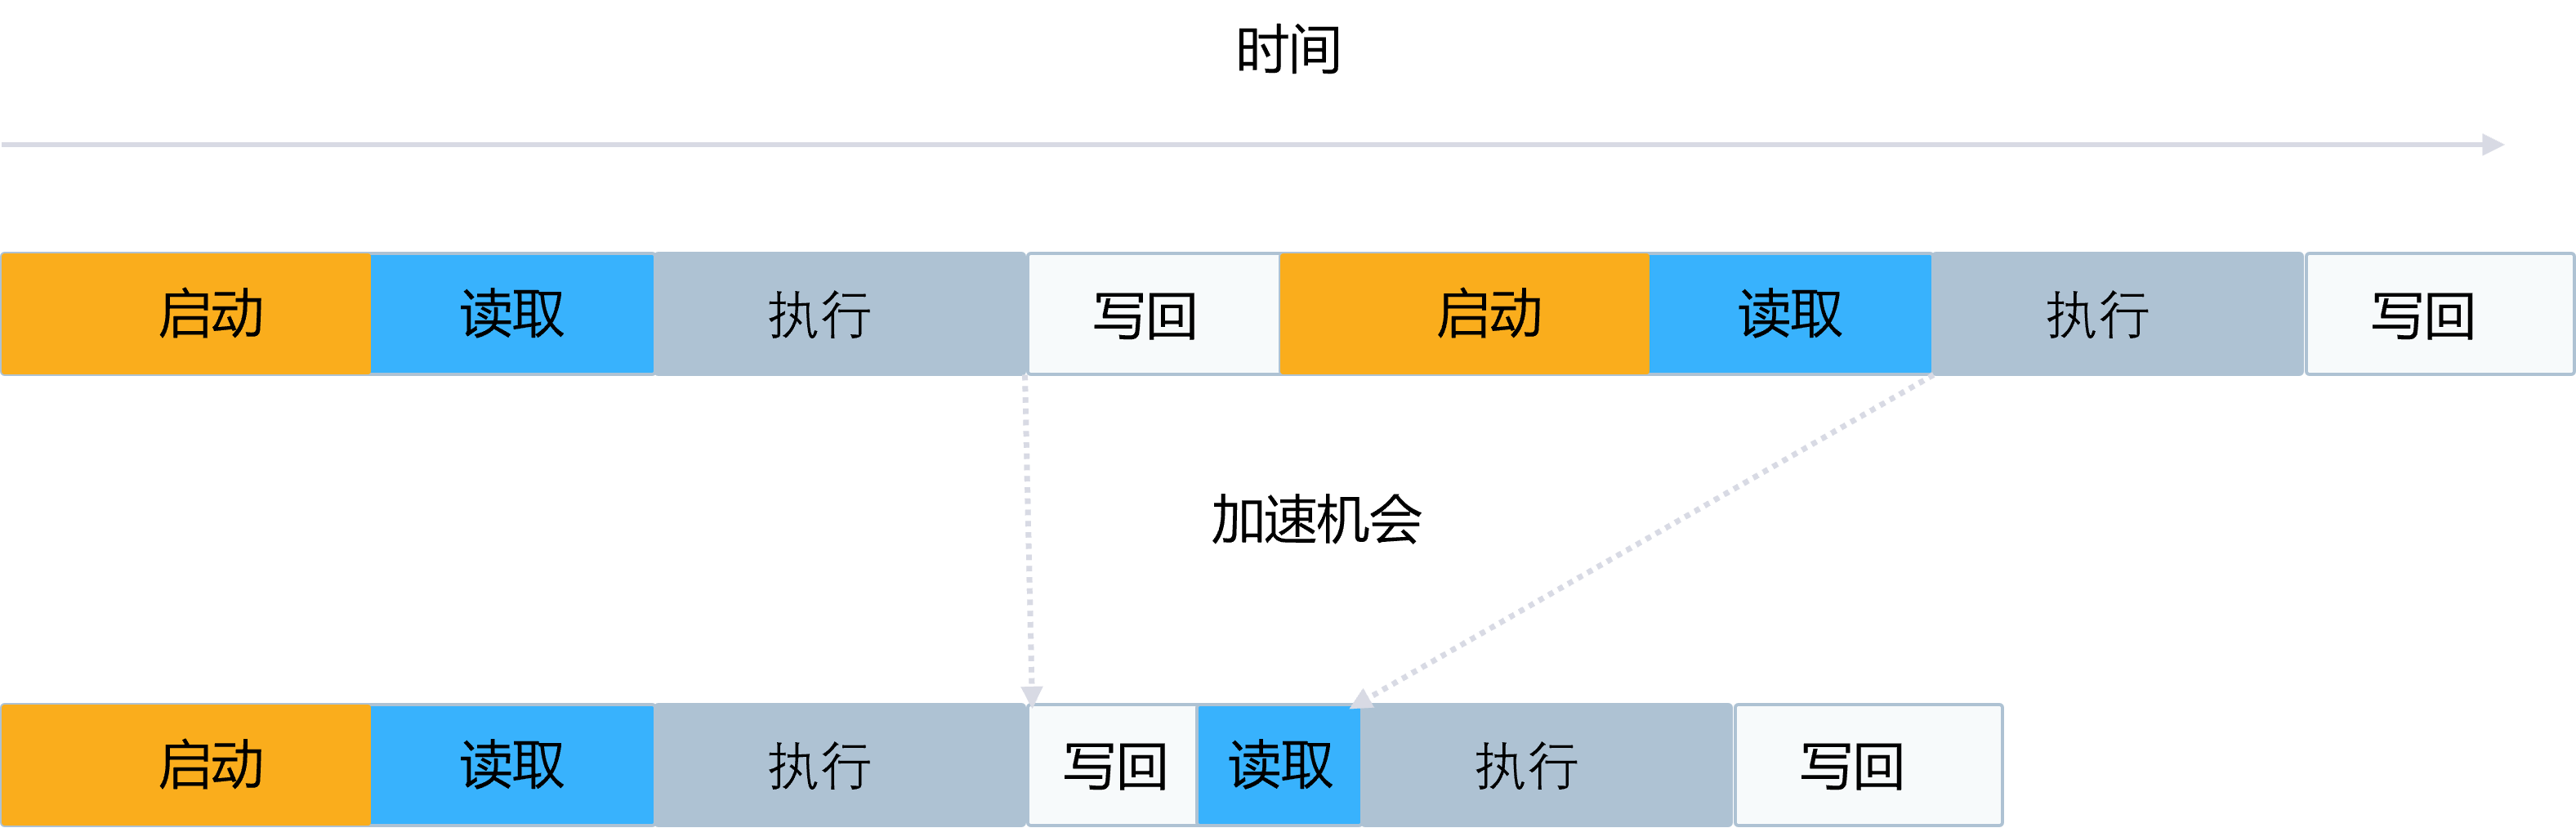 时间
启动 读取 执行 写回 启动 读取 执行 写回
加速机会
启动 读取 执行 写回 读取 执行 写回